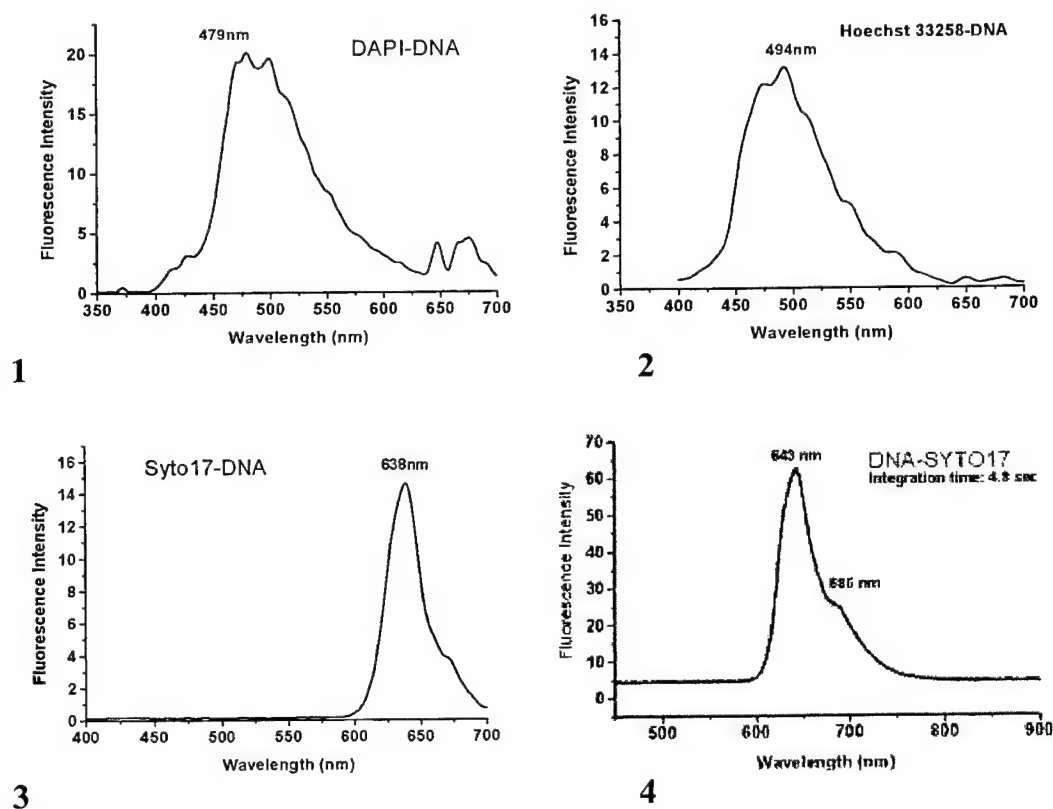 479nm
DAPI-DNA
20
15
10
5
0
Fluorescence Intensity
350 400 450 500 550 600 650 700
Wavelength (nm)
1
494nm
Hoechst 33258-DNA
16
14
12
10
8
6
4
2
0
Fluorescence Intensity
350 400 450 500 550 600 650 700
Wavelength (nm)
2
Syto17-DNA
638nm
16
14
12
10
8
6
4
2
0
Fluorescence Intensity
400 450 500 550 600 650 700
Wavelength (nm)
3
643 nm
DNA-SYTO17
Integration time: 4.8 sec
686 nm
70
60
50
40
30
20
10
0
Fluorescence Intensity
500 600 700 800 900
Wavelength (nm)
4